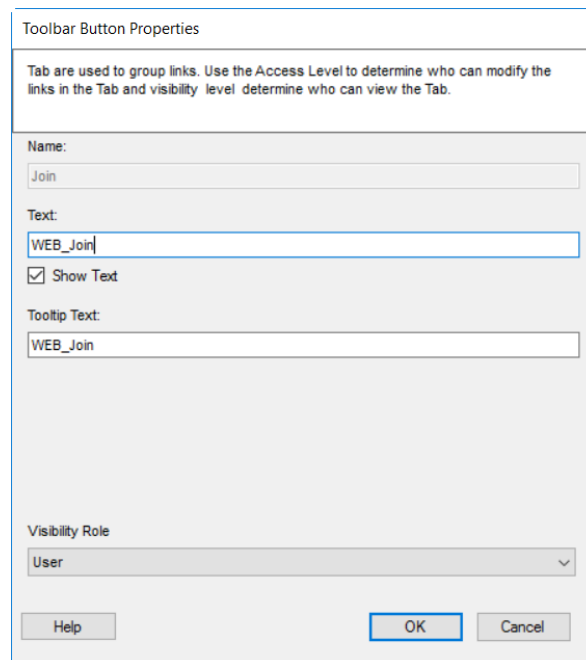 Toolbar Button Properties
Tab are used to group links. Use the Access Level to determine who can modify the
links in the Tab and visibility level determine who can view the Tab.
Name:
Join
Text:
WEB_Join
Show Text
Tooltip Text:
WEB_Join
Visibility Role
User
Help
OK
Cancel